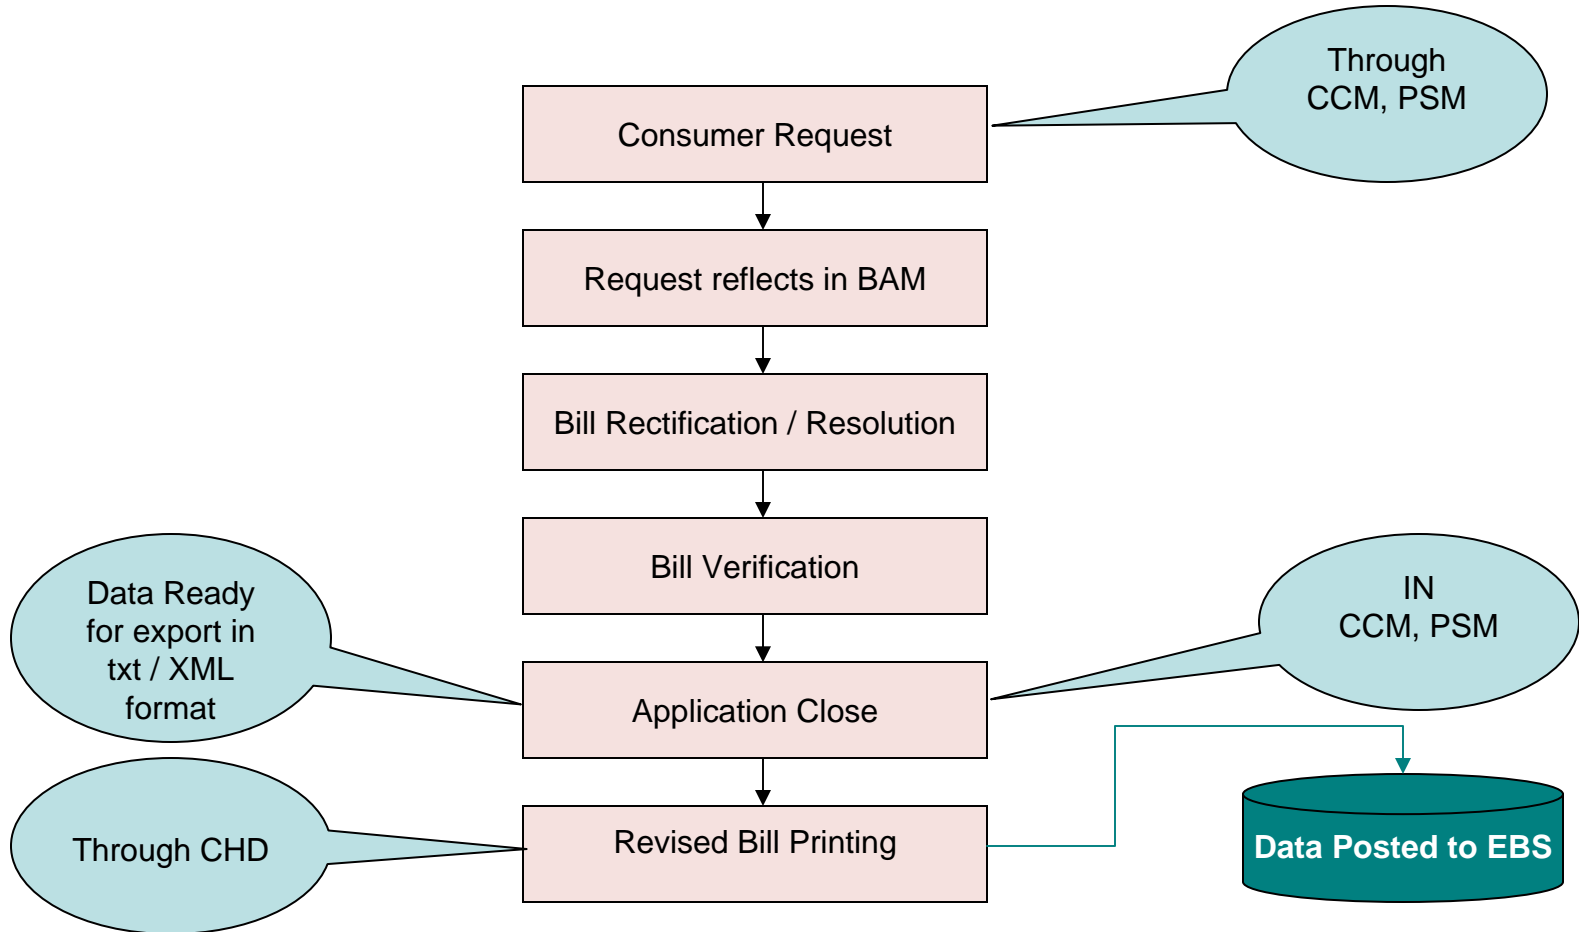 Through
CCM, PSM
Consumer Request
Request reflects in BAM
Bill Rectification / Resolution
Bill Verification
Data Ready
for export in
txt / XML
format
IN
CCM, PSM
Application Close
Through CHD
Revised Bill Printing
Data Posted to EBS